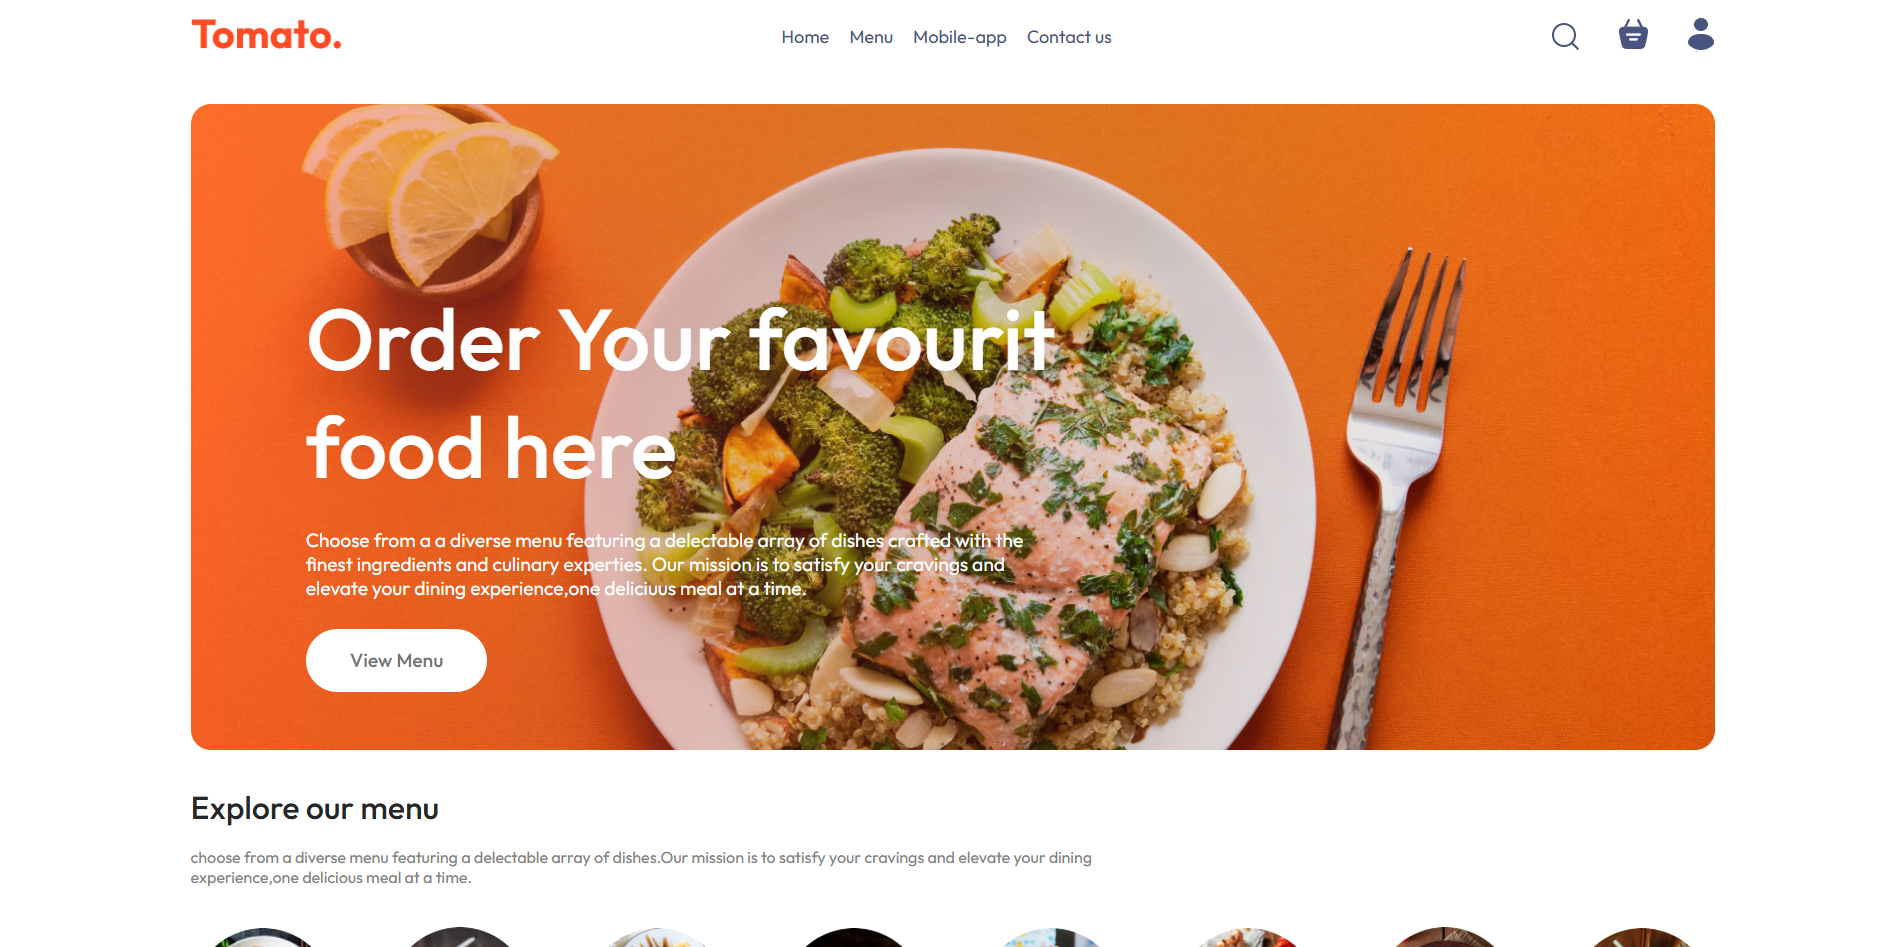 Tomato.
Home Menu Mobile-app Contact us
Order Your favourit
food here
Choose from a a diverse menu featuring a delectable array of dishes crafted with the
finest ingredients and culinary experties. Our mission is to satisfy your cravings and
elevate your dining experience,one deliciuus meal at a time.
View Menu
Explore our menu
choose from a diverse menu featuring a delectable array of dishes.Our mission is to satisfy your cravings and elevate your dining
experience,one delicious meal at a time.